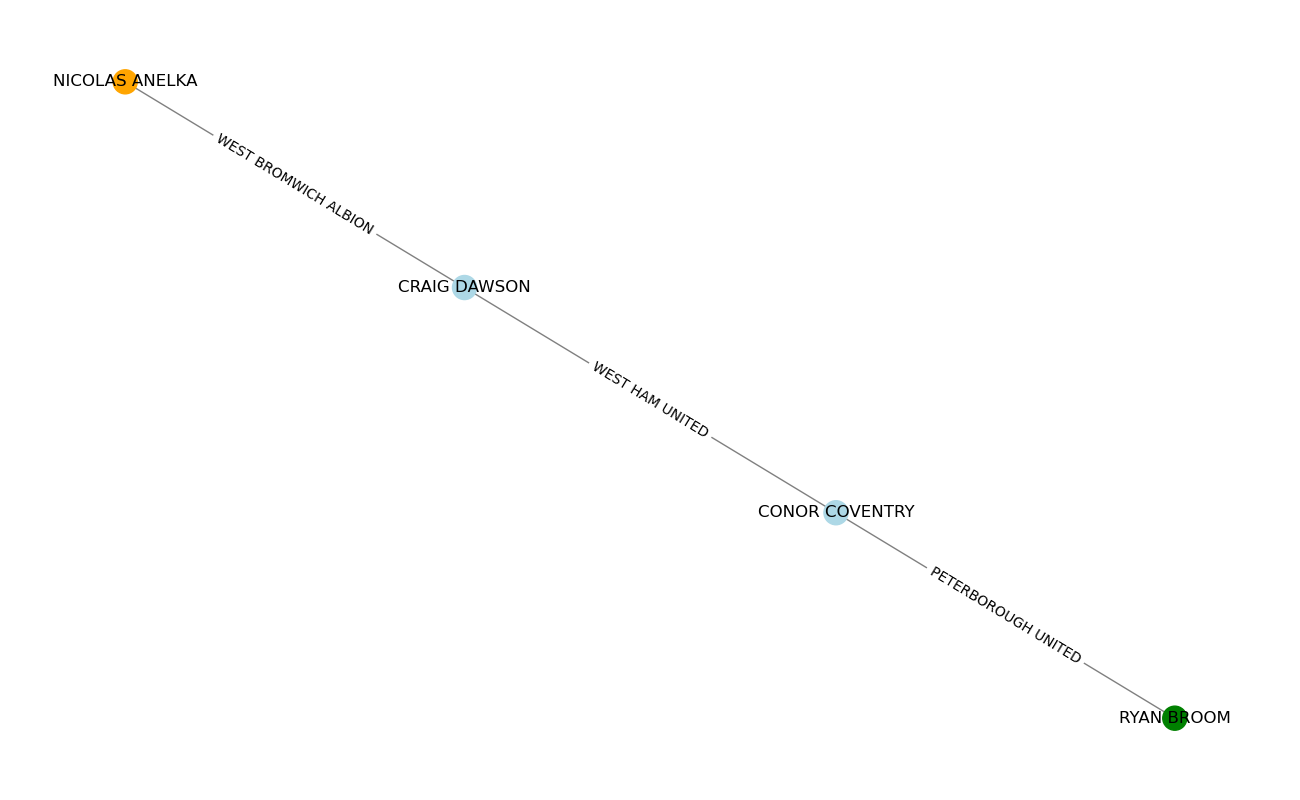 NICOLAS ANELKA
WEST BROMWICH ALBION
CRAIG DAWSON
WEST HAM UNITED
CONOR COVENTRY
PETERBOROUGH UNITED
RYAN BROOM